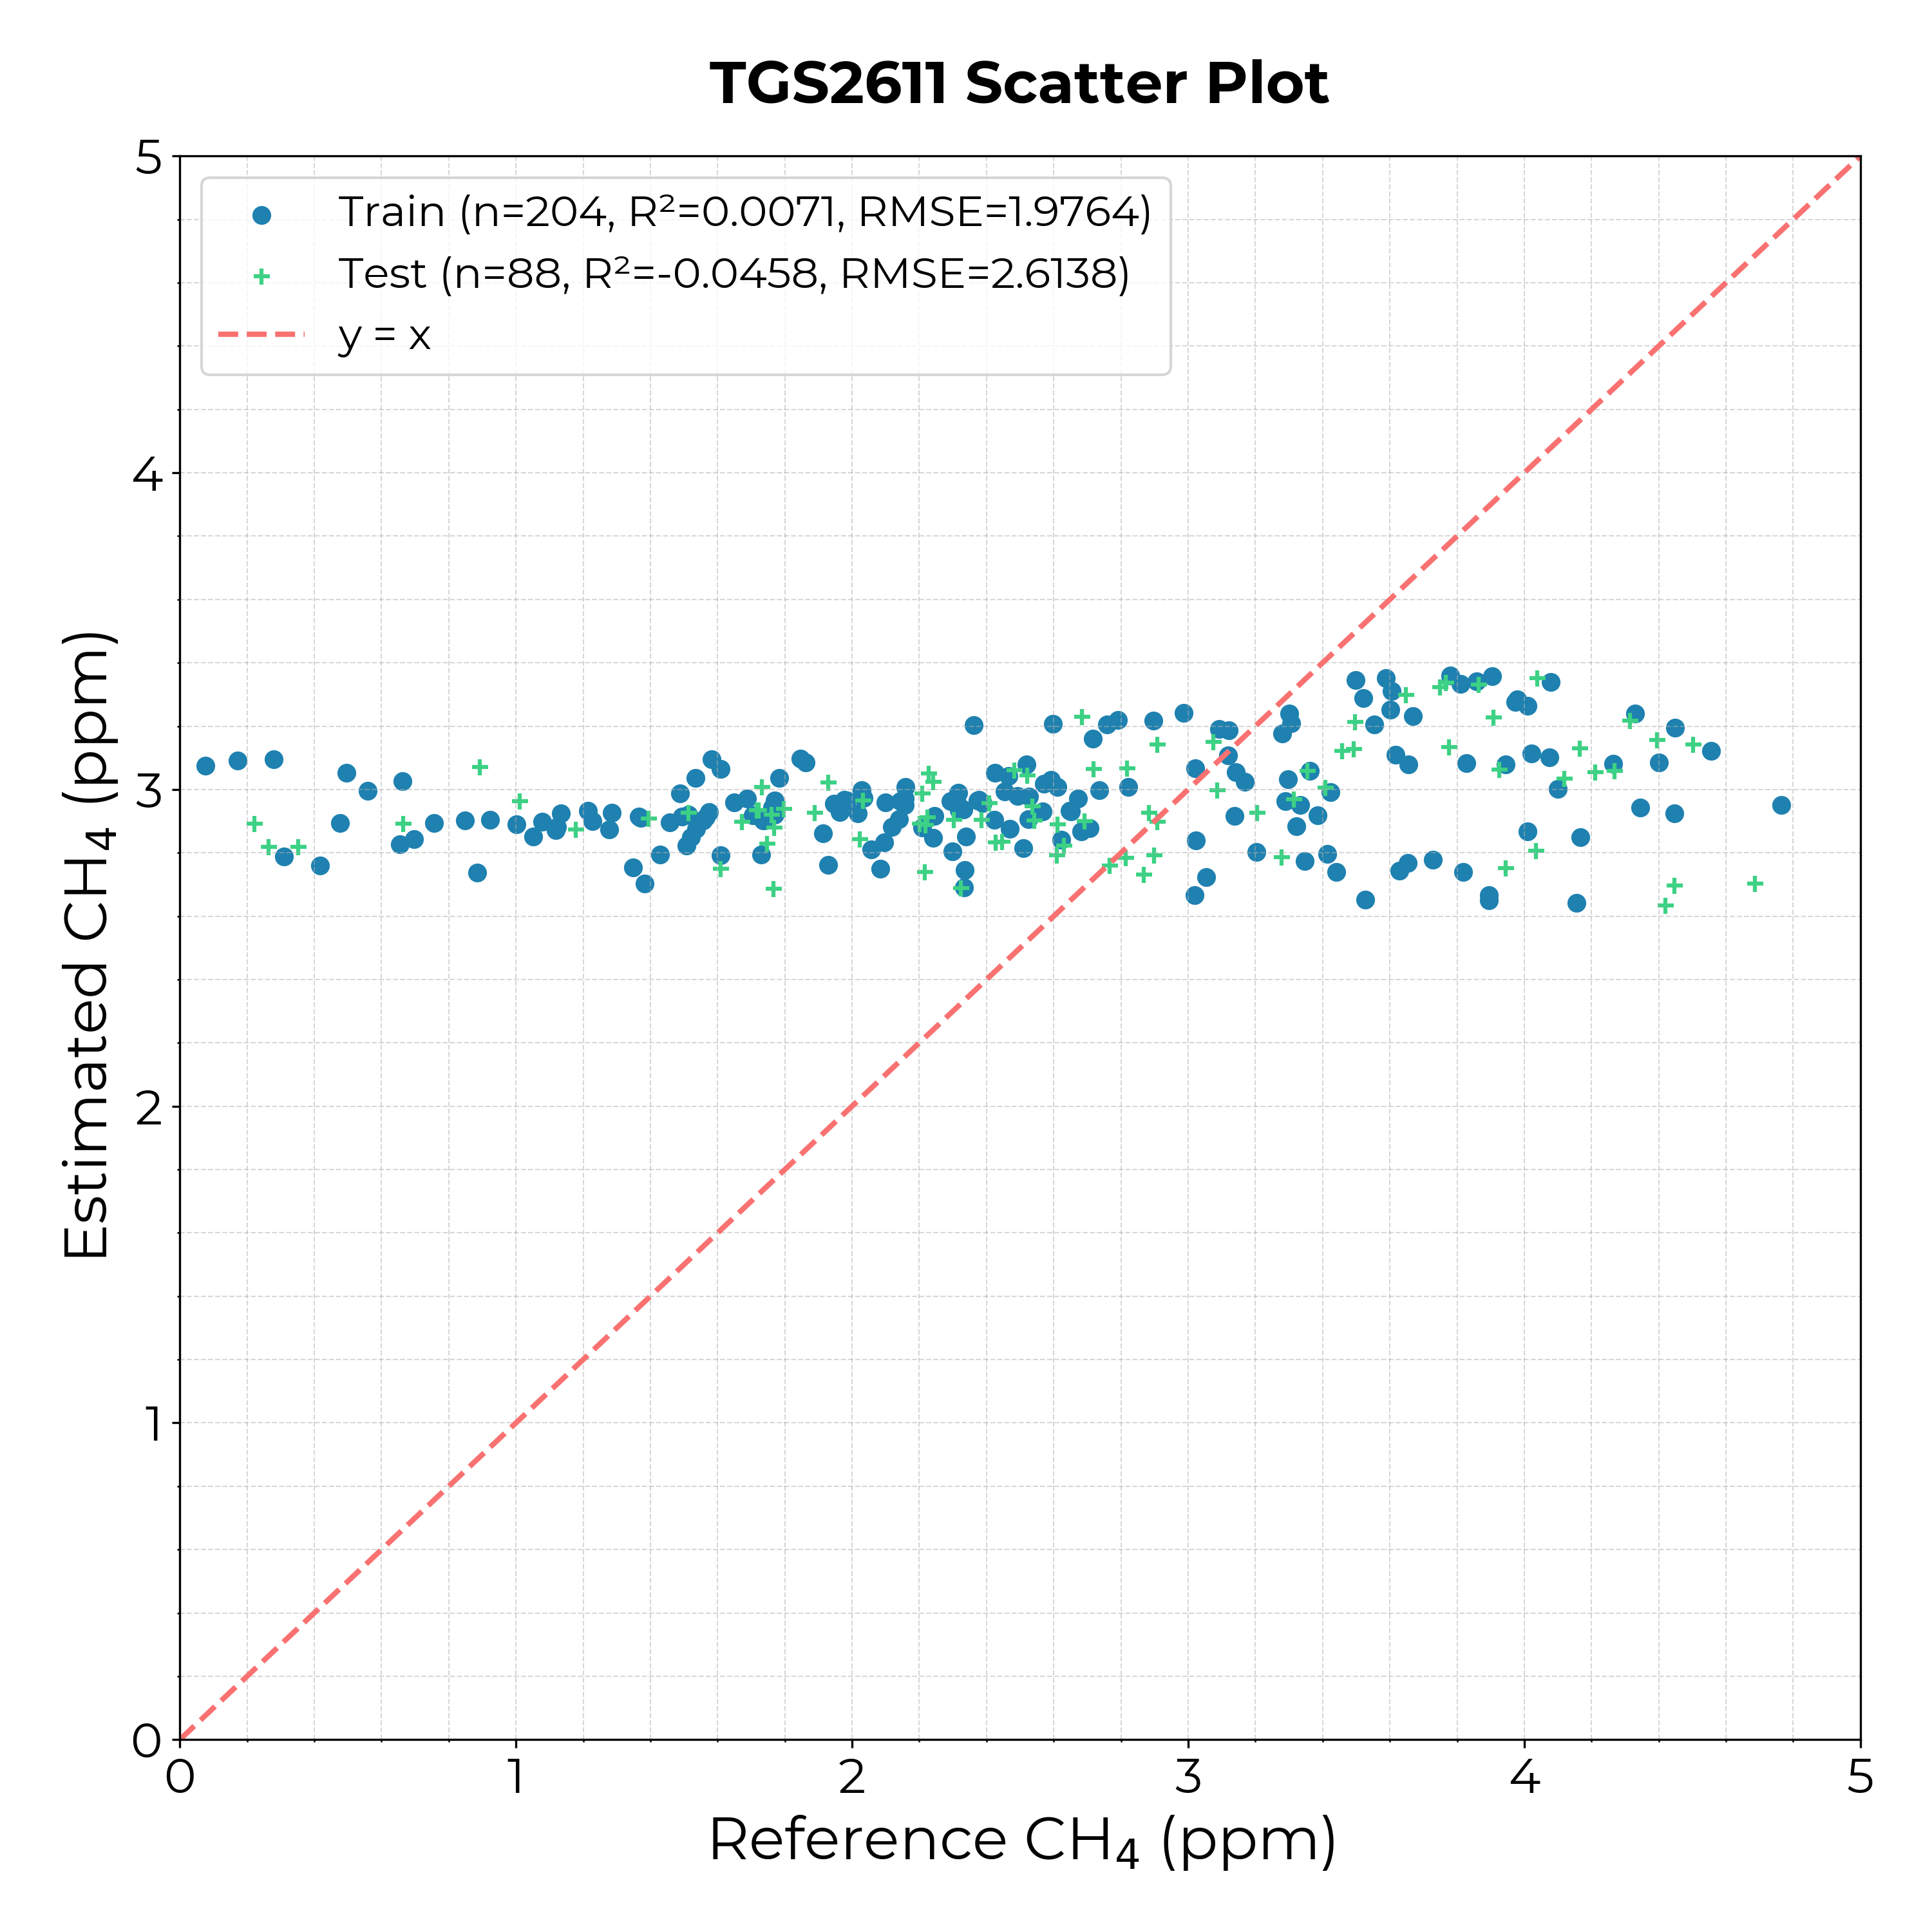 TGS2611 Scatter Plot
5
4
3
2
1
0
Estimated CH₄ (ppm)
Train (n=204, R²=0.0071, RMSE=1.9764)
Test (n=88, R²=-0.0458, RMSE=2.6138)
y = x
0 1 2 3 4 5
Reference CH₄ (ppm)